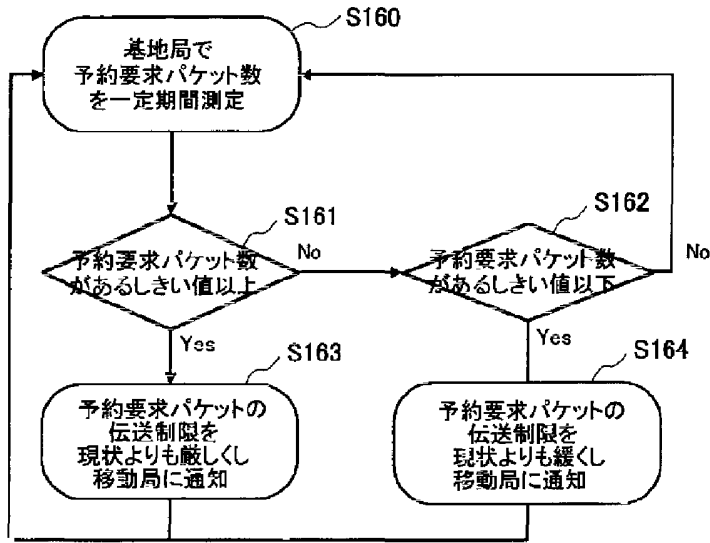 S160
基地局で
予約要求パケット数
を一定期間測定
S161
予約要求パケット数
があるしきい値以上
No
Yes
S162
予約要求パケット数
があるしきい値以下
No
Yes
S163
予約要求パケットの
伝送制限を
現状よりも厳しくし
移動局に通知
S164
予約要求パケットの
伝送制限を
現状よりも緩くし
移動局に通知